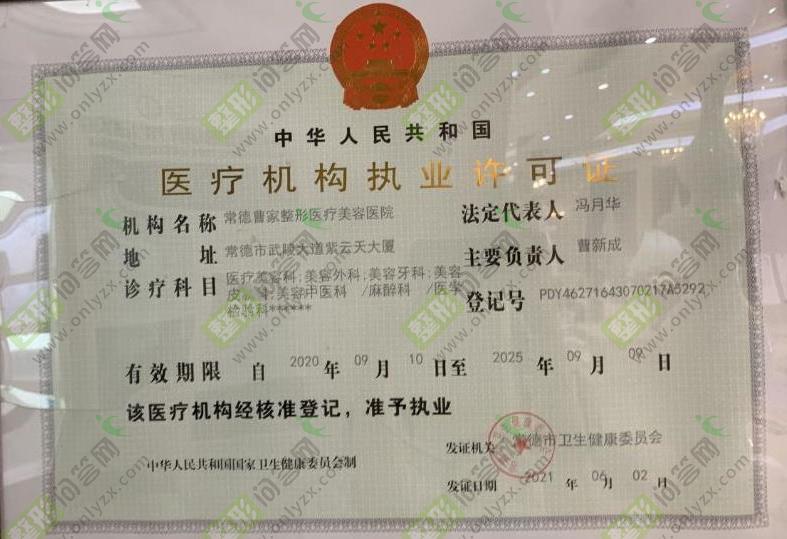 中华人民共和国
医疗机构执业许可证
机构名称 常德曹家整形医疗美容医院 法定代表人 冯月华
地 址 常德市武陵大道紫云天大厦 主要负责人 曹新成
诊疗科目 医疗美容科;美容外科;美容牙科;美容
皮肤科;美容中医科 /麻醉科 /医学
检验科******
登记号 PDY46271643070217A5292
有效期限 自 2020 年 09 月 10 日至 2025 年 09 月 09 日
该医疗机构经核准登记，准予执业
发证机关 常德市卫生健康委员会
中华人民共和国国家卫生健康委员会制
发证日期 2021 年 06 月 02 日
整形问答网
www.onlyzx.com